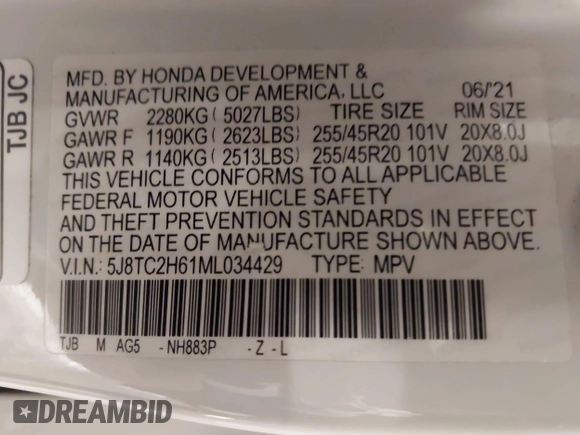 TJB JC
MFD. BY HONDA DEVELOPMENT &
MANUFACTURING OF AMERICA, LLC 06/'21
GVWR 2280KG ( 5027LBS) TIRE SIZE RIM SIZE
GAWR F 1190KG ( 2623LBS) 255/45R20 101V 20X8.0J
GAWR R 1140KG ( 2513LBS) 255/45R20 101V 20X8.0J
THIS VEHICLE CONFORMS TO ALL APPLICABLE
FEDERAL MOTOR VEHICLE SAFETY
AND THEFT PREVENTION STANDARDS IN EFFECT
ON THE DATE OF MANUFACTURE SHOWN ABOVE.
V.I.N.: 5J8TC2H61ML034429 TYPE: MPV
TJB M AG5 -NH883P -Z-L
DREAMBID